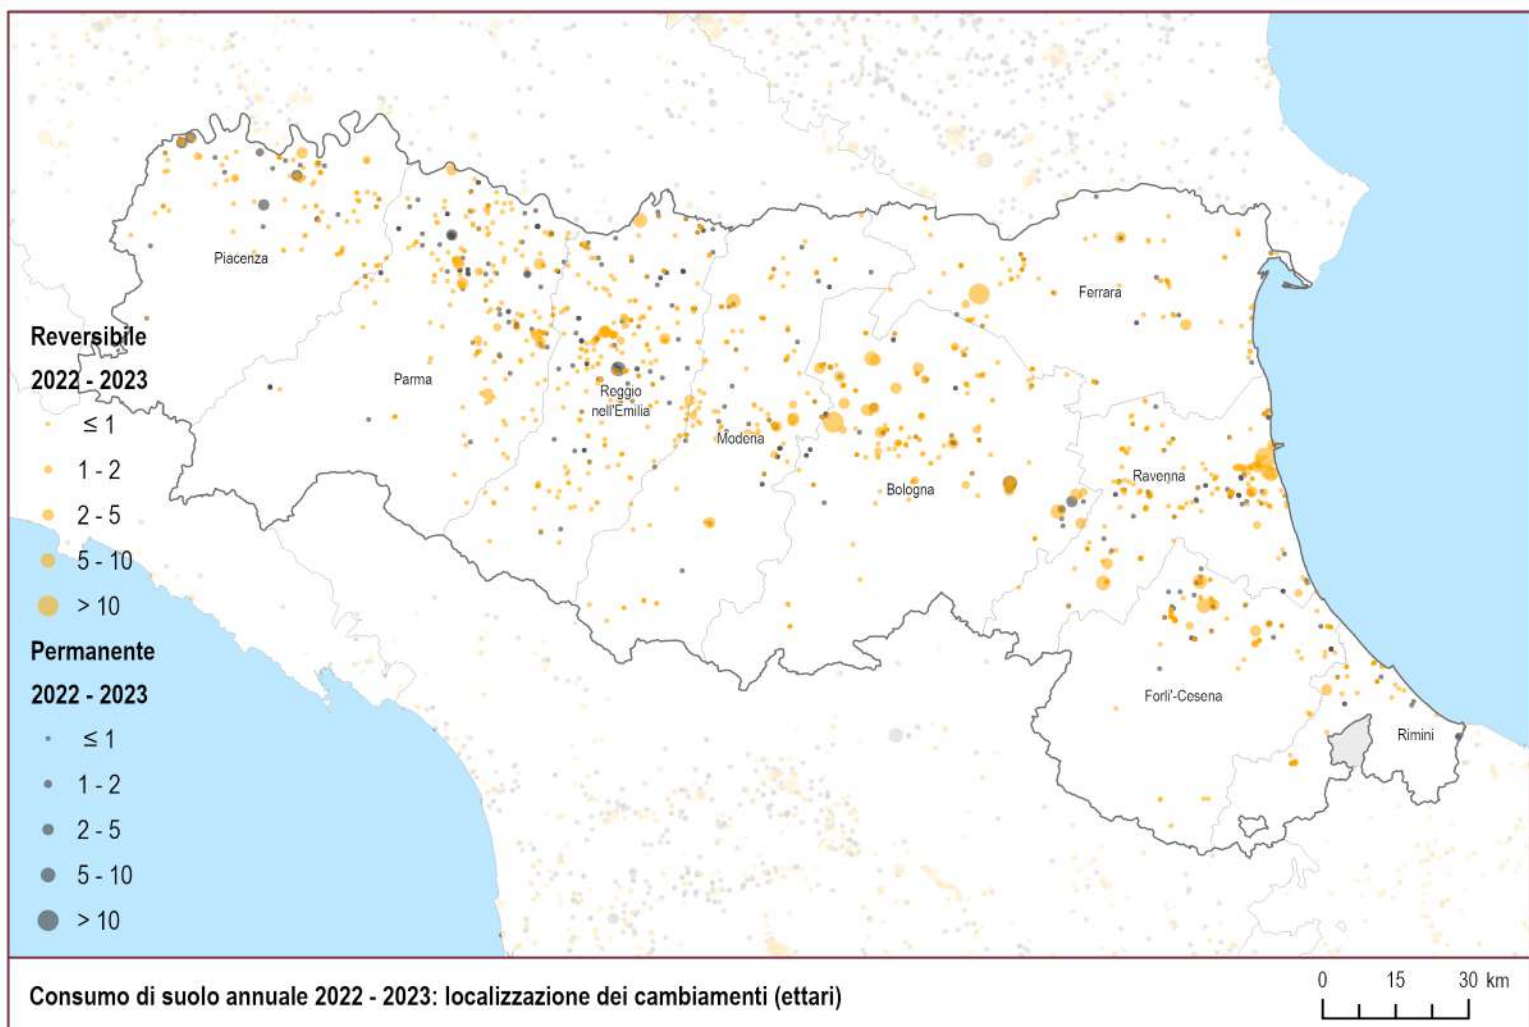 Piacenza
Ferrara
Parma
Reggio
nell'Emilia
Modena
Ravenna
Bologna
Forli'-Cesena
Rimini
Reversibile
2022 - 2023
≤ 1
1 - 2
2 - 5
5 - 10
> 10
Permanente
2022 - 2023
≤ 1
1 - 2
2 - 5
5 - 10
> 10
Consumo di suolo annuale 2022 - 2023: localizzazione dei cambiamenti (ettari)
0 15 30 km